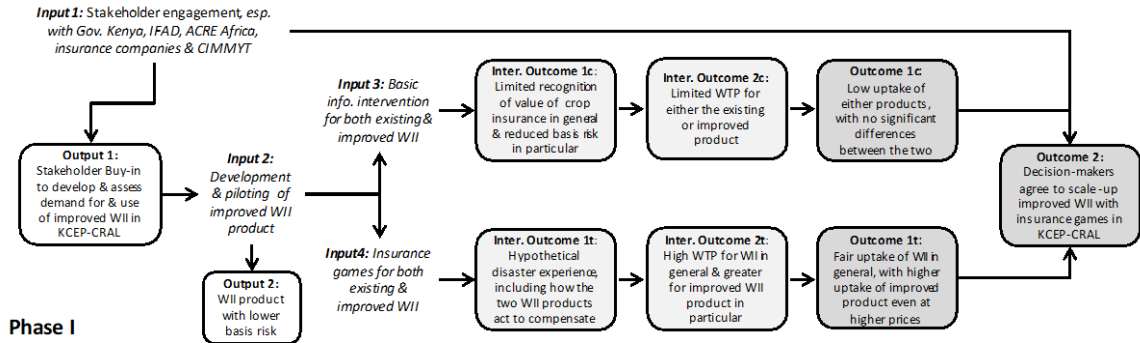 Input 1: Stakeholder engagement, esp.
with Gov. Kenya, IFAD, ACRE Africa,
insurance companies & CIMMYT
Output 1:
Stakeholder Buy-in
to develop & assess
demand for & use
of improved WII in
KCEP-CRAL
Input 2:
Development
& piloting of
improved WII
product
Output 2:
WII product
with lower
basis risk
Input 3: Basic
info. intervention
for both existing &
improved WII
Inter. Outcome 1c:
Limited recognition
of value of crop
insurance in general
& reduced basis risk
in particular
Inter. Outcome 2c:
Limited WTP for
either the existing
or improved
product
Outcome 1c:
Low uptake of
either products,
with no significant
differences
between the two
Input4: Insurance
games for both
existing &
improved WII
Inter. Outcome 1t:
Hypothetical
disaster experience,
including how the
two WII products
act to compensate
Inter. Outcome 2t:
High WTP for WII in
general & greater
for improved WII
product in
particular
Outcome 1t:
Fair uptake of WII in
general, with higher
uptake of improved
product even at
higher prices
Outcome 2:
Decision-makers
agree to scale-up
improved WII with
insurance games in
KCEP-CRAL
Phase I